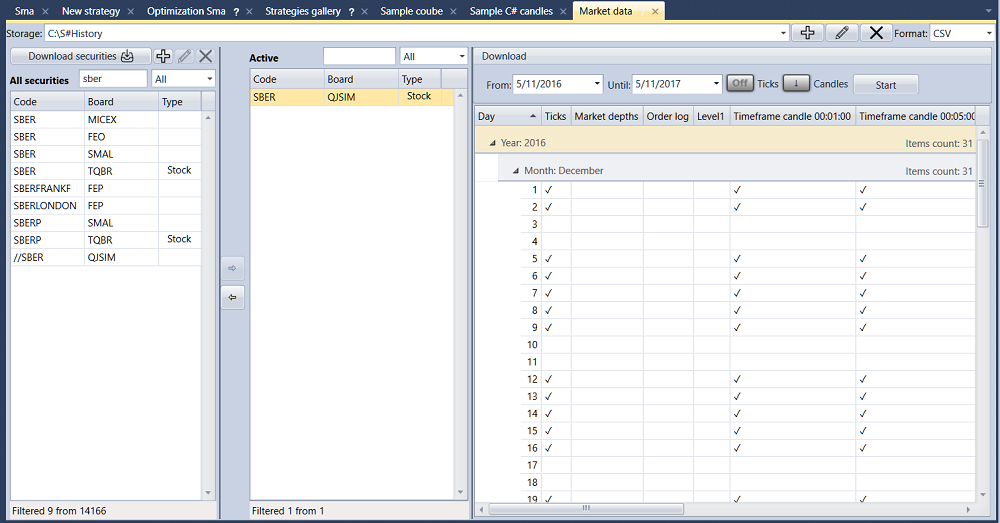 Sma × New strategy × Optimization Sma ? × Strategies gallery ? × Sample coube × Sample C# candles × Market data ×
Storage: C:\S#History Format: CSV
Download securities Active Download
All securities sber All All
From: 5/11/2016 Until: 5/11/2017 Off Ticks ↓ Candles Start
Code Board Type
SBER MICEX
SBER FEO
SBER SMAL
SBER TQBR Stock
SBERFRANKF FEP
SBERLONDON FEP
SBERP SMAL
SBERP TQBR Stock
//SBER QJSIM
Filtered 9 from 14166
Code Board Type
SBER QJSIM Stock
Filtered 1 from 1
Day Ticks Market depths Order log Level1 Timeframe candle 00:01:00 Timeframe candle 00:05:00
Year: 2016 Items count: 31
Month: December Items count: 31
1 ✓ ✓ ✓
2 ✓ ✓ ✓
3
4
5 ✓ ✓ ✓
6 ✓ ✓ ✓
7 ✓ ✓ ✓
8 ✓ ✓ ✓
9 ✓ ✓ ✓
10
11
12 ✓ ✓ ✓
13 ✓ ✓ ✓
14 ✓ ✓ ✓
15 ✓ ✓ ✓
16 ✓ ✓ ✓
17
18
19 ✓ ✓ ✓